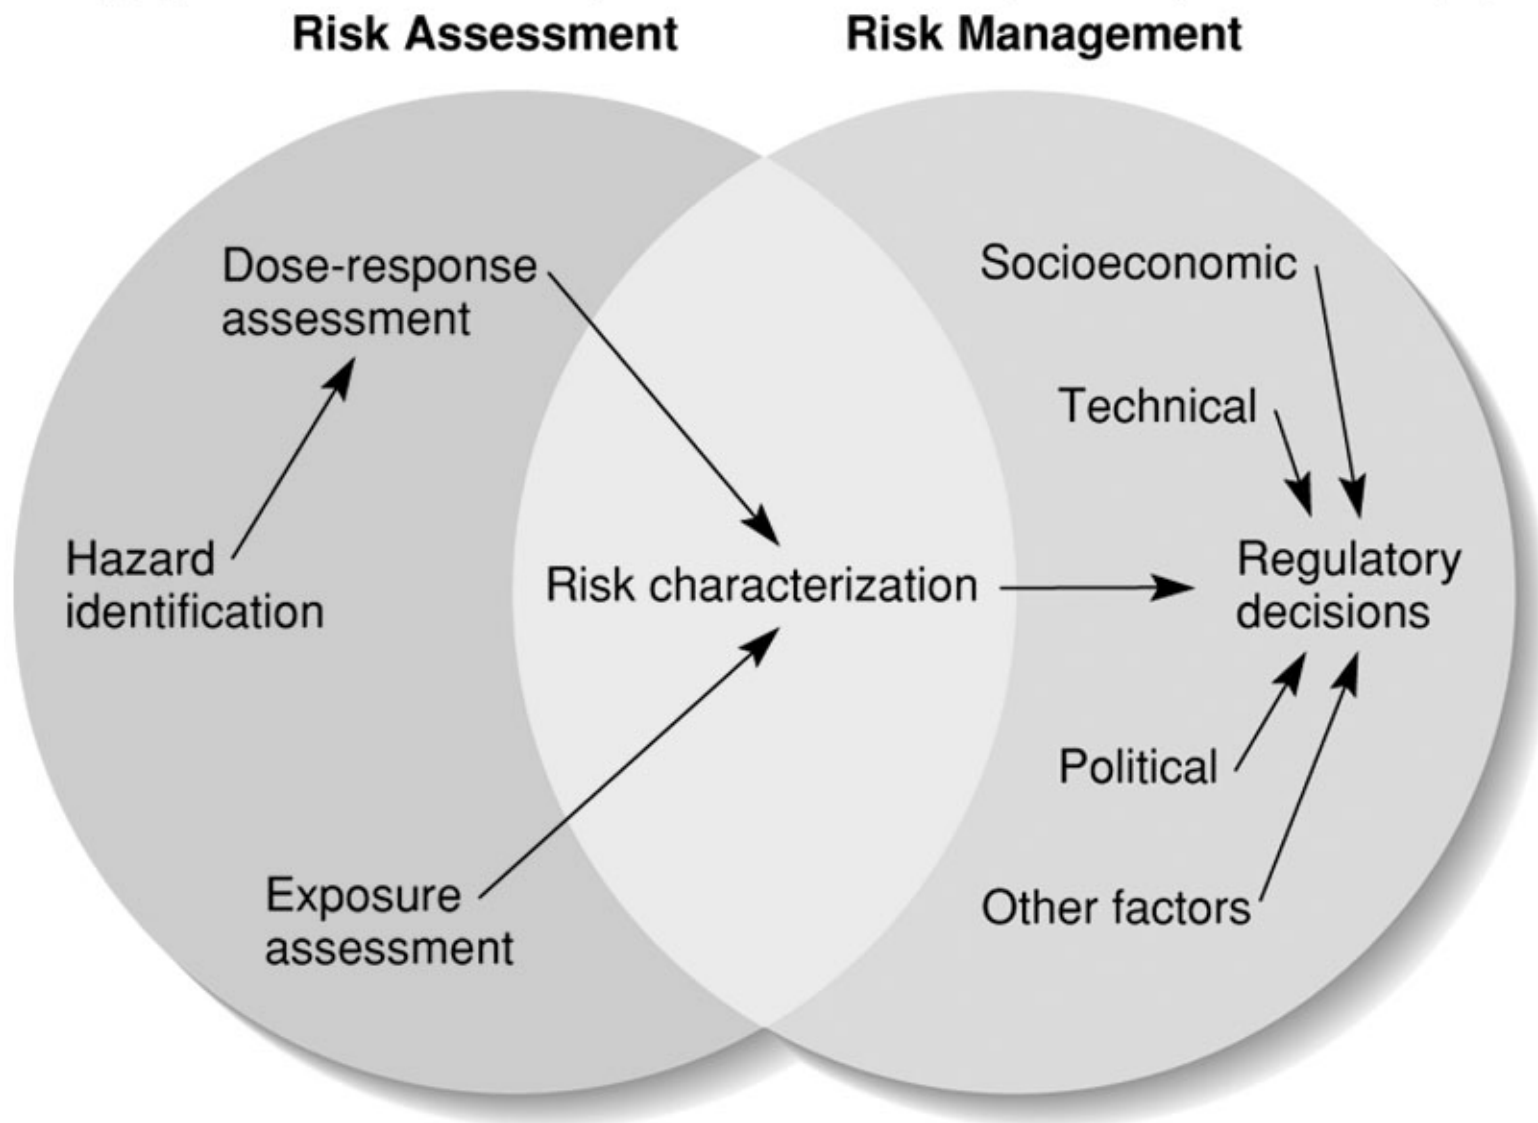 Risk Assessment
Risk Management
Dose-response
assessment
Hazard
identification
Exposure
assessment
Risk characterization
Socioeconomic
Technical
Regulatory
decisions
Political
Other factors